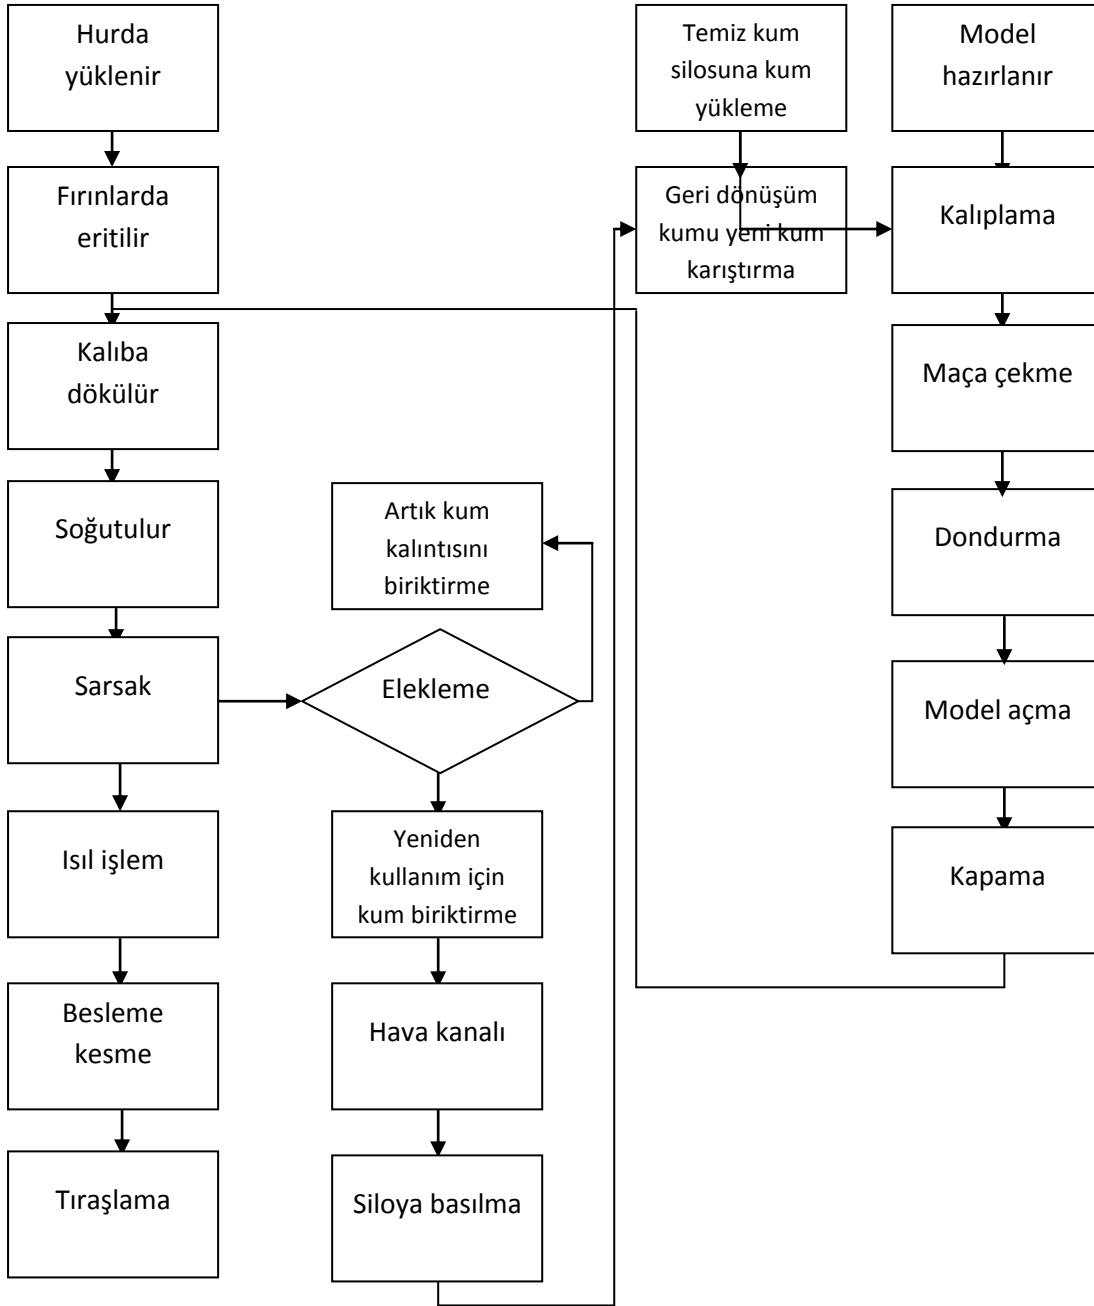 Hurda
yüklenir
Fırınlarda
eritilir
Kalıba
dökülür
Soğutulur
Sarsak
Isıl işlem
Besleme
kesme
Tıraşlama
Artık kum
kalıntısını
biriktirme
Elekleme
Yeniden
kullanım için
kum biriktirme
Hava kanalı
Siloya basılma
Temiz kum
silosuna kum
yükleme
Geri dönüşüm
kumu yeni kum
karıştırma
Model
hazırlanır
Kalıplama
Maça çekme
Dondurma
Model açma
Kapama